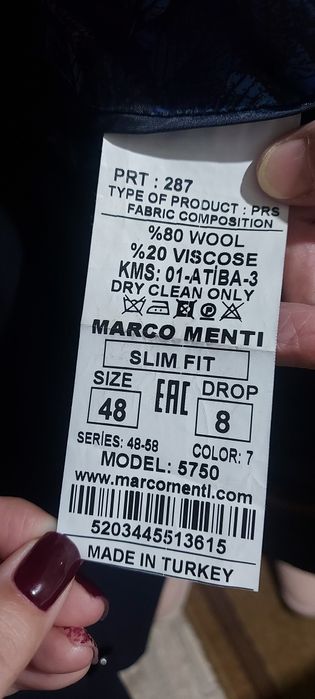 PRT : 287
TYPE OF PRODUCT : PRS
FABRIC COMPOSITION
%80 WOOL
%20 VISCOSE
KMS: 01-ATİBA-3
DRY CLEAN ONLY
MARCO MENTI
SLIM FIT
SIZE EAC DROP
48 8
SERIES: 48-58 COLOR: 7
MODEL: 5750
www.marcomenti.com
5203445513615
MADE IN TURKEY